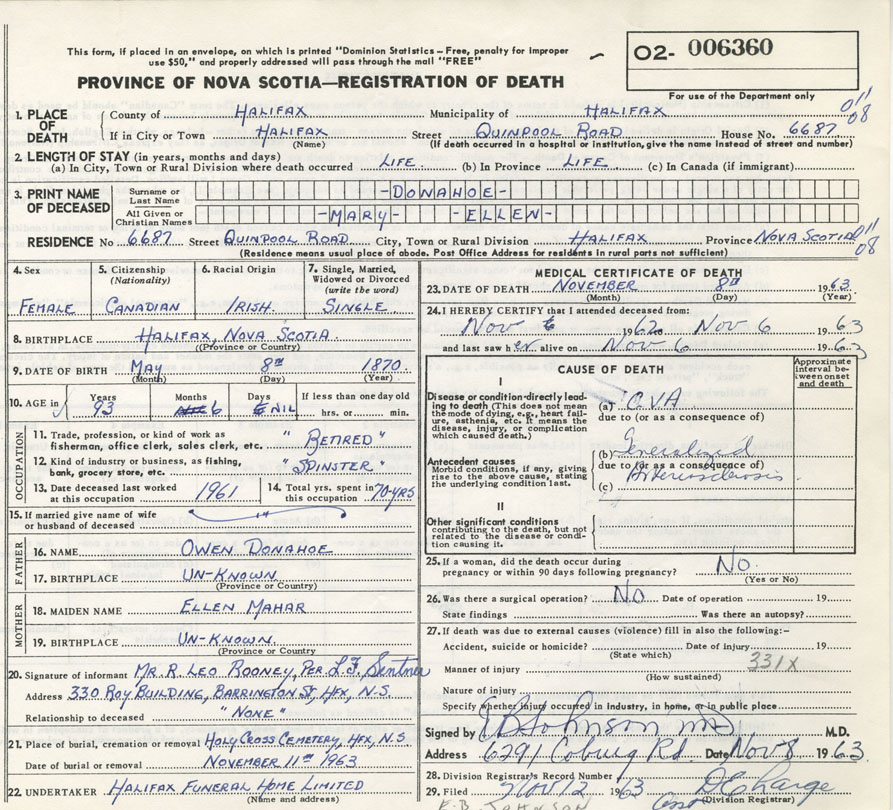 This form, if placed in an envelope, on which is printed "Dominion Statistics – Free, penalty for improper
use $50," and properly addressed will pass through the mail "FREE"
O2- 006360
PROVINCE OF NOVA SCOTIA—REGISTRATION OF DEATH
For use of the Department only
1. PLACE OF DEATH
County of HALIFAX Municipality of HALIFAX
011
08
If in City or Town HALIFAX Street QUINPOOL ROAD House No. 6687
(Name) (If death occurred in a hospital or institution, give the name instead of street and number)
2. LENGTH OF STAY (in years, months and days)
(a) In City, Town or Rural Division where death occurred LIFE. (b) In Province LIFE. (c) In Canada (if immigrant)
3. PRINT NAME OF DECEASED
Surname or Last Name -DONAHOE-
All Given or Christian Names -MARY- -ELLEN-
RESIDENCE No 6687 Street QUINPOOL ROAD City, Town or Rural Division HALIFAX Province NOVA SCOTIA
011
08
(Residence means usual place of abode. Post Office Address for residents in rural parts not sufficient)
4. Sex
FEMALE
5. Citizenship (Nationality)
CANADIAN
6. Racial Origin
IRISH.
7. Single, Married, Widowed or Divorced (write the word)
SINGLE
8. BIRTHPLACE HALIFAX, NOVA SCOTIA
(Province or Country)
9. DATE OF BIRTH MAY 8TH 1870.
(Month) (Day) (Year)
10. AGE in
Years 93
Months 6
Days NIL
If less than one day old
hrs. or min.
OCCUPATION
11. Trade, profession, or kind of work as fisherman, office clerk, sales clerk, etc. "RETIRED"
12. Kind of industry or business, as fishing, bank, grocery store, etc. "SPINSTER"
13. Date deceased last worked at this occupation 1961
14. Total yrs. spent in this occupation 70-YRS
15. If married give name of wife or husband of deceased
FATHER
16. NAME OWEN DONAHOE
17. BIRTHPLACE UN-KNOWN
(Province or Country)
MOTHER
18. MAIDEN NAME ELLEN MAHAR
19. BIRTHPLACE UN-KNOWN.
(Province or Country)
20. Signature of informant MR. R. LEO ROONEY, PER. L.F. Sentner
Address 330 ROY BUILDING, BARRINGTON ST, HFX, N.S.
Relationship to deceased "NONE"
21. Place of burial, cremation or removal HOLY CROSS CEMETERY, HFX, N.S.
Date of burial or removal NOVEMBER 11TH 1963
22. UNDERTAKER HALIFAX FUNERAL HOME LIMITED
(Name and address)
MEDICAL CERTIFICATE OF DEATH
23. DATE OF DEATH NOVEMBER 8TH 1963.
(Month) (Day) (Year)
24. I HEREBY CERTIFY that I attended deceased from:
Nov 6 1962 Nov 6 1963
and last saw her alive on Nov 6 1963
CAUSE OF DEATH
Approximate interval between onset and death
I
Disease or condition directly leading to death (This does not mean the mode of dying, e.g., heart failure, asthenia, etc. It means the disease, injury, or complication which caused death.)
(a) CVA
due to (or as a consequence of)
Antecedent causes
Morbid conditions, if any, giving rise to the above cause, stating the underlying condition last.
(b) Generalized
due to (or as a consequence of)
(c) Arteriosclerosis
II
Other significant conditions
contributing to the death, but not related to the disease or condition causing it.
25. If a woman, did the death occur during pregnancy or within 90 days following pregnancy? No.
(Yes or No)
26. Was there a surgical operation? No Date of operation 19
State findings Was there an autopsy?
27. If death was due to external causes (violence) fill in also the following:–
Accident, suicide or homicide? Date of injury 19
(State which)
Manner of injury 331X
(How sustained)
Nature of injury
Specify whether injury occurred in industry, in home, or in public place
Signed by EB Johnson MD M.D.
Address 6291 Coburg Rd. Date Nov 8 1963.
28. Division Registrar's Record Number
29. Filed Nov 12 1963
(Division Registrar)
E.B. JOHNSON